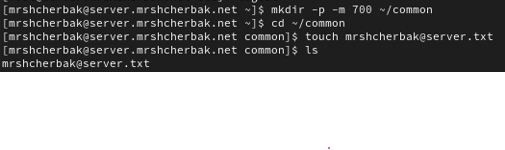 [mrshcherbak@server.mrshcherbak.net ~]$ mkdir -p -m 700 ~/common
[mrshcherbak@server.mrshcherbak.net ~]$ cd ~/common
[mrshcherbak@server.mrshcherbak.net common]$ touch mrshcherbak@server.txt
[mrshcherbak@server.mrshcherbak.net common]$ ls
mrshcherbak@server.txt